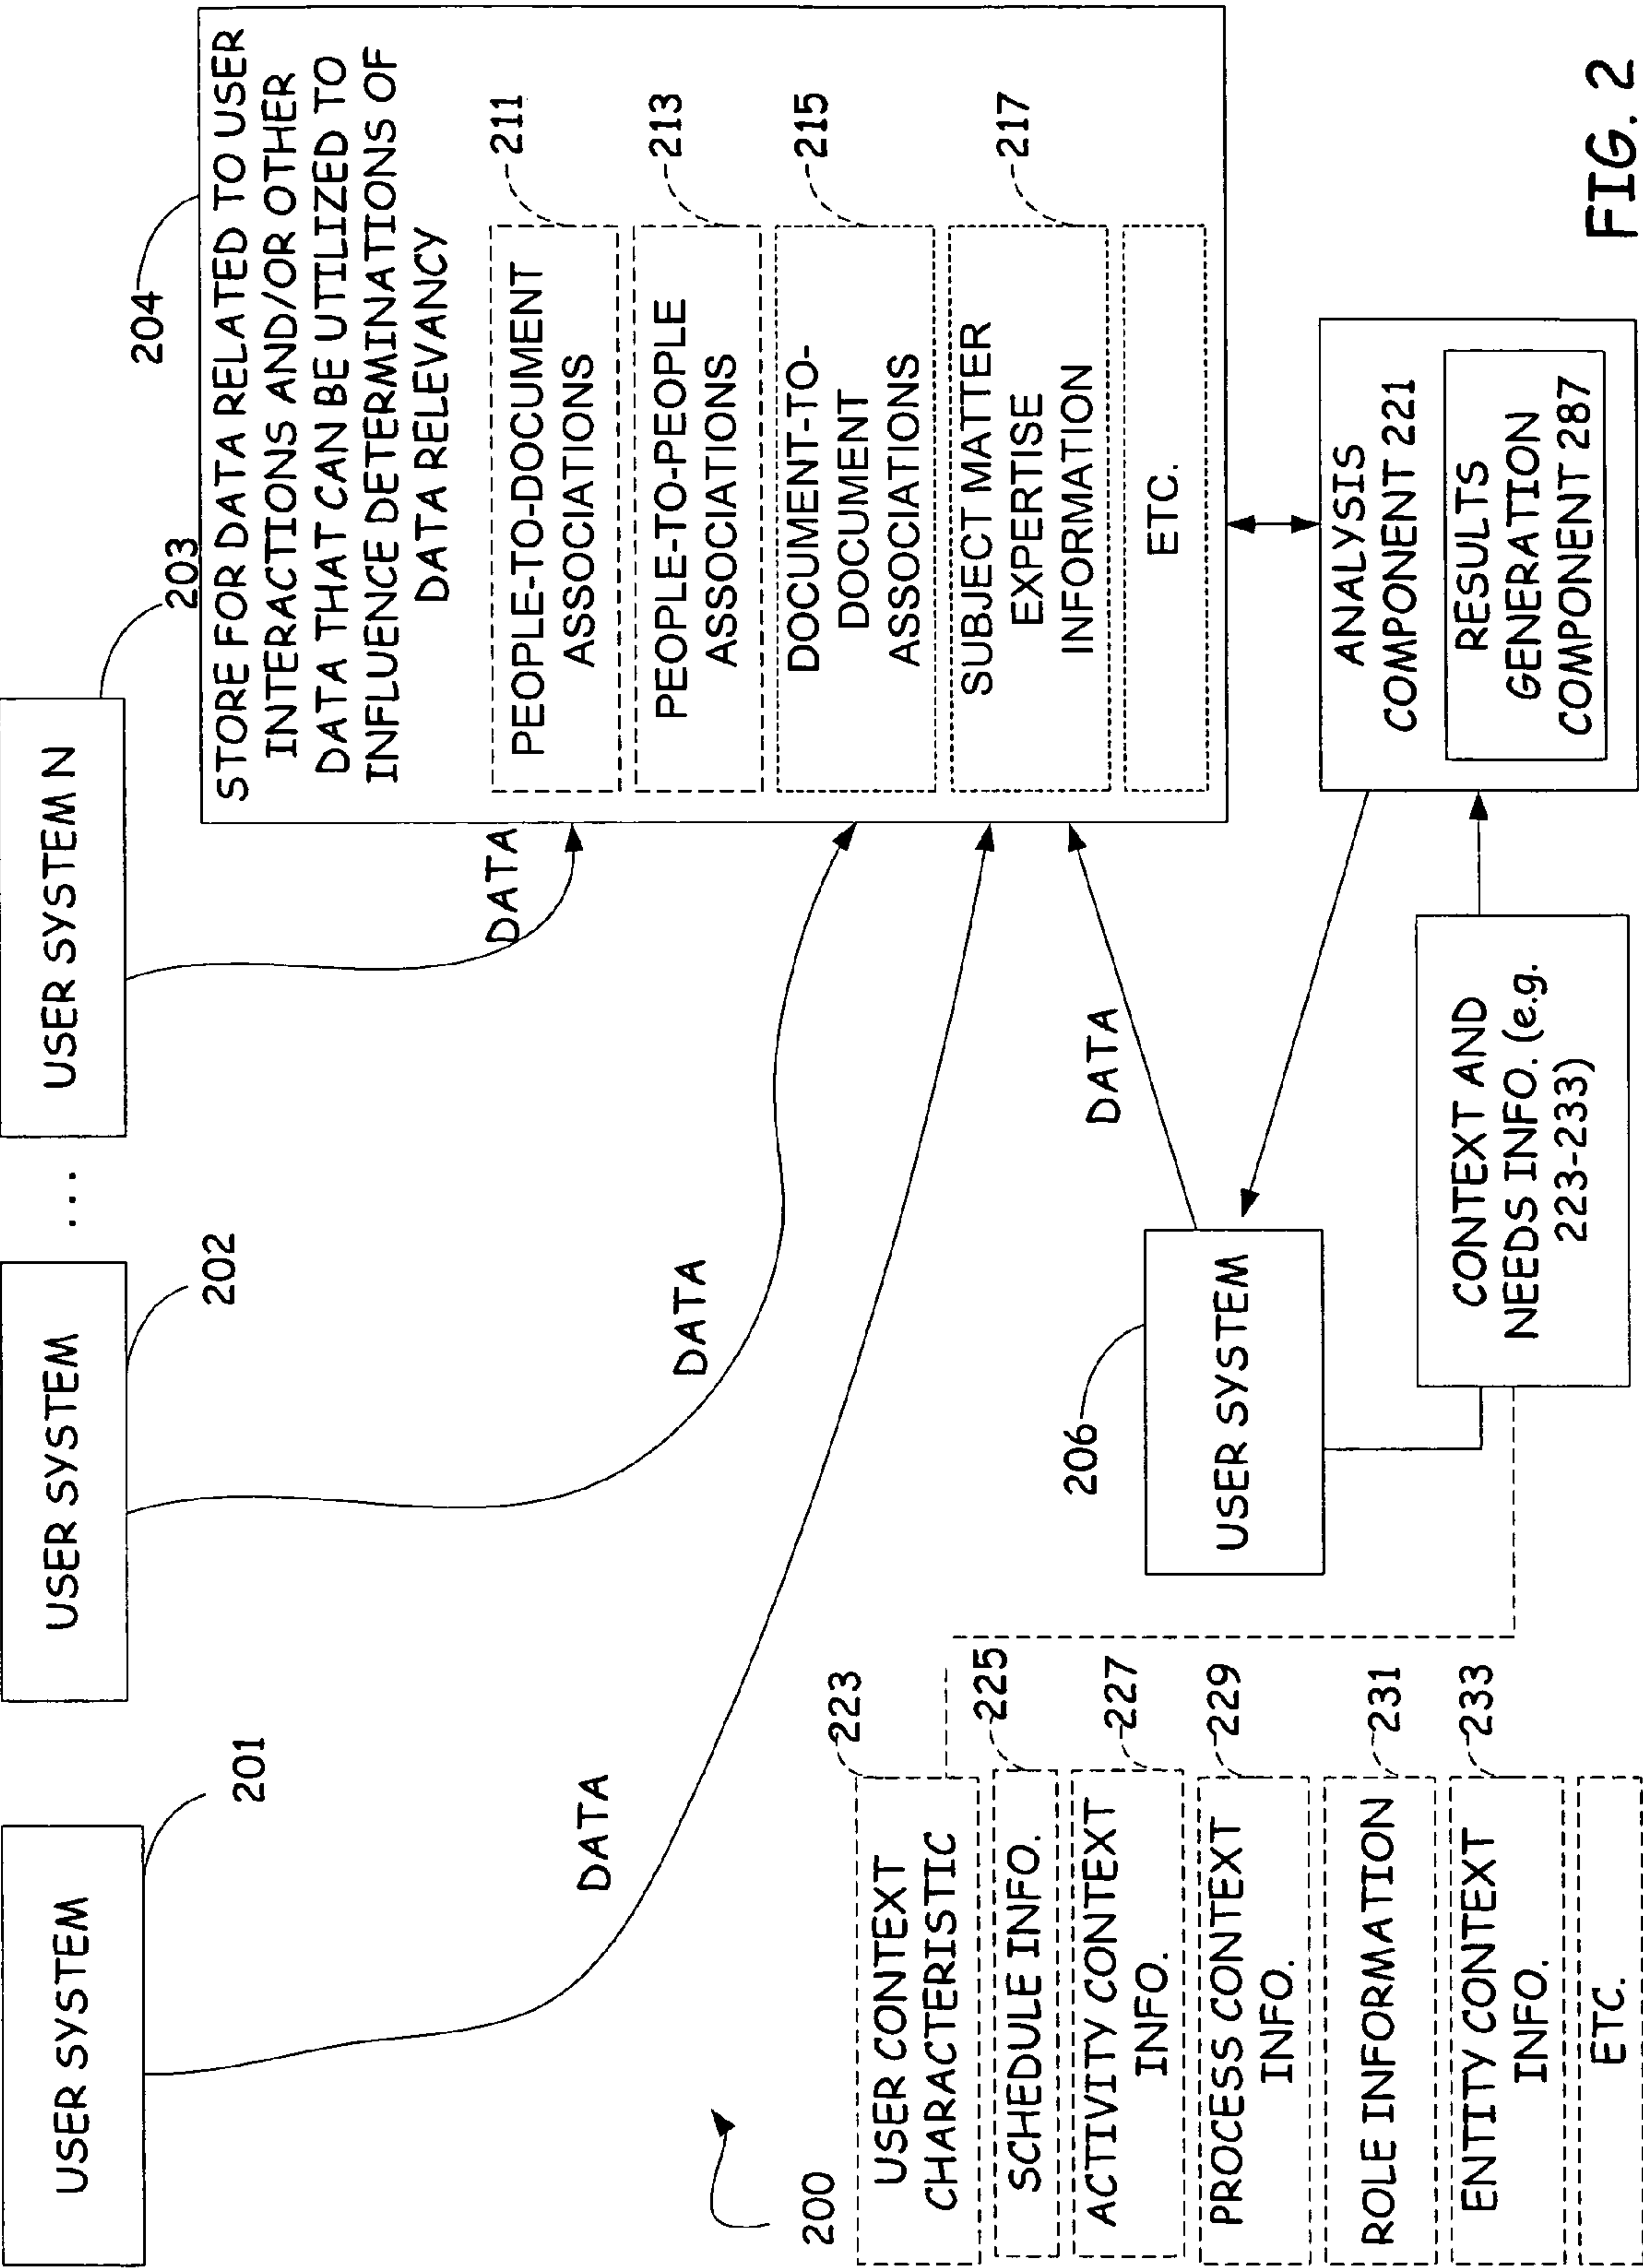 USER SYSTEM
201
USER SYSTEM
202
...
USER SYSTEM N
203
204
STORE FOR DATA RELATED TO USER
INTERACTIONS AND/OR OTHER
DATA THAT CAN BE UTILIZED TO
INFLUENCE DETERMINATIONS OF
DATA RELEVANCY
PEOPLE-TO-DOCUMENT
ASSOCIATIONS
211
PEOPLE-TO-PEOPLE
ASSOCIATIONS
213
DOCUMENT-TO-
DOCUMENT
ASSOCIATIONS
215
SUBJECT MATTER
EXPERTISE
INFORMATION
217
ETC.
DATA
DATA
DATA
DATA
200
USER CONTEXT
CHARACTERISTIC
223
SCHEDULE INFO.
225
ACTIVITY CONTEXT
INFO.
227
PROCESS CONTEXT
INFO.
229
ROLE INFORMATION
231
ENTITY CONTEXT
INFO.
233
ETC.
206
USER SYSTEM
CONTEXT AND
NEEDS INFO. (e.g.
223-233)
ANALYSIS
COMPONENT 221
RESULTS
GENERATION
COMPONENT 287
FIG. 2